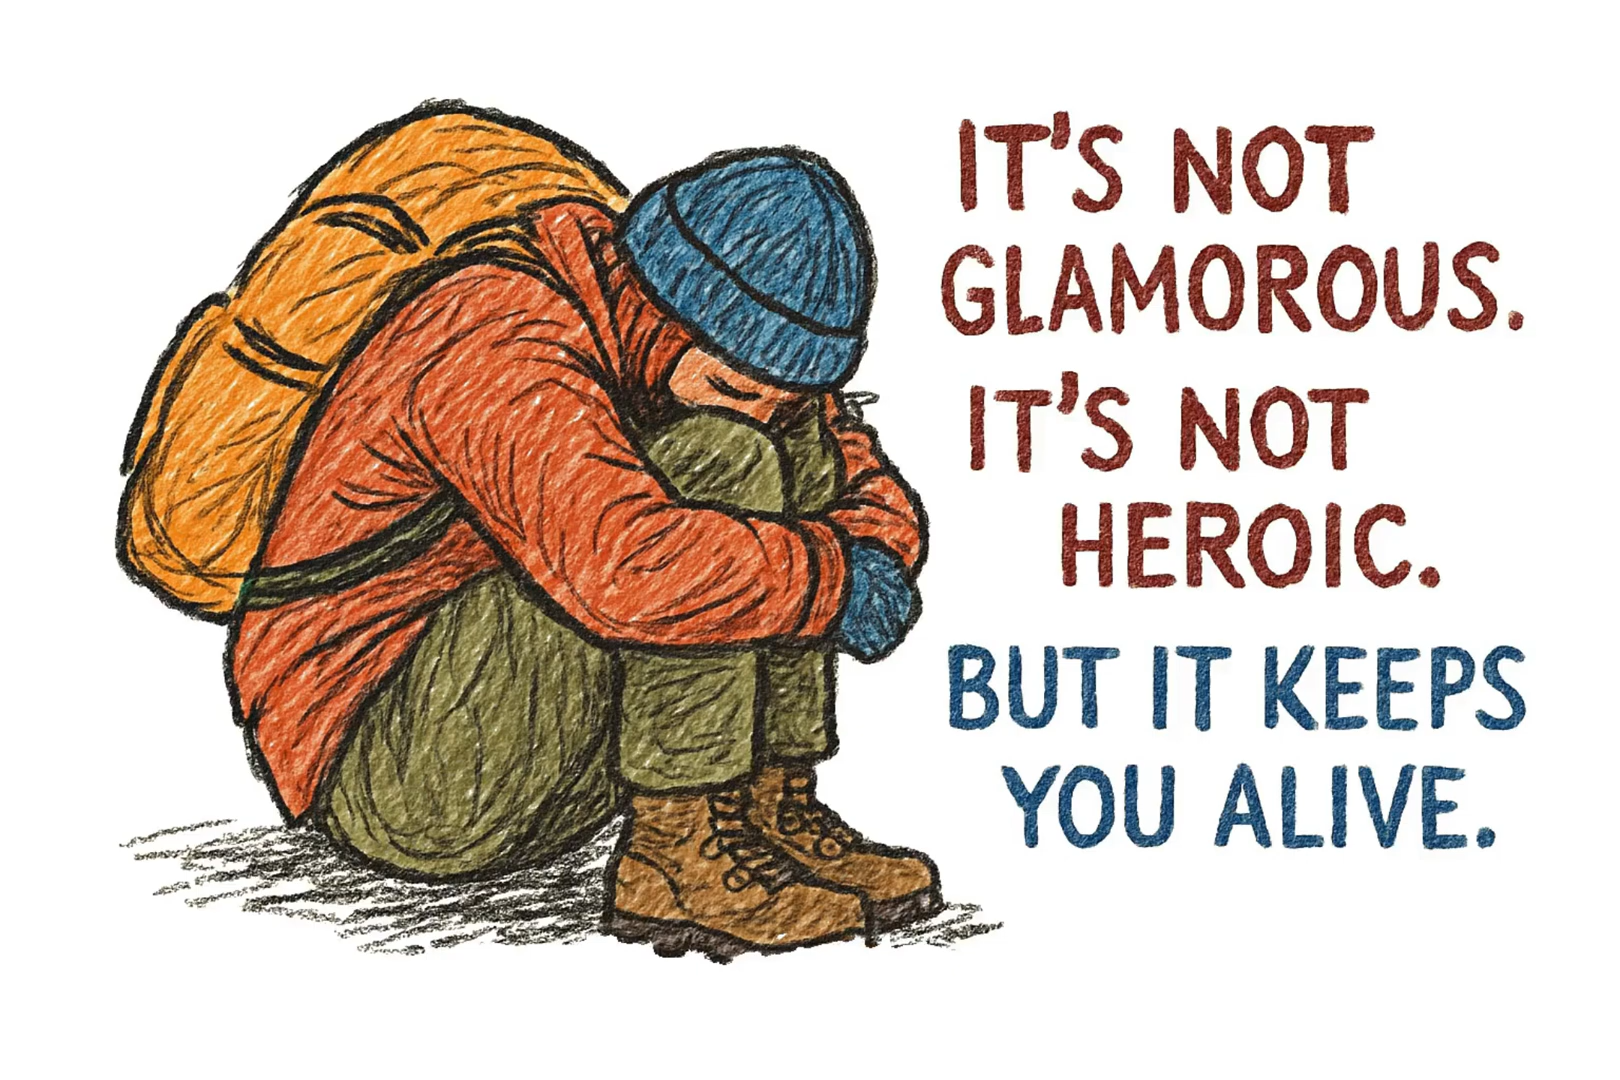 IT'S NOT
GLAMOROUS.
IT'S NOT
HEROIC.
BUT IT KEEPS
YOU ALIVE.